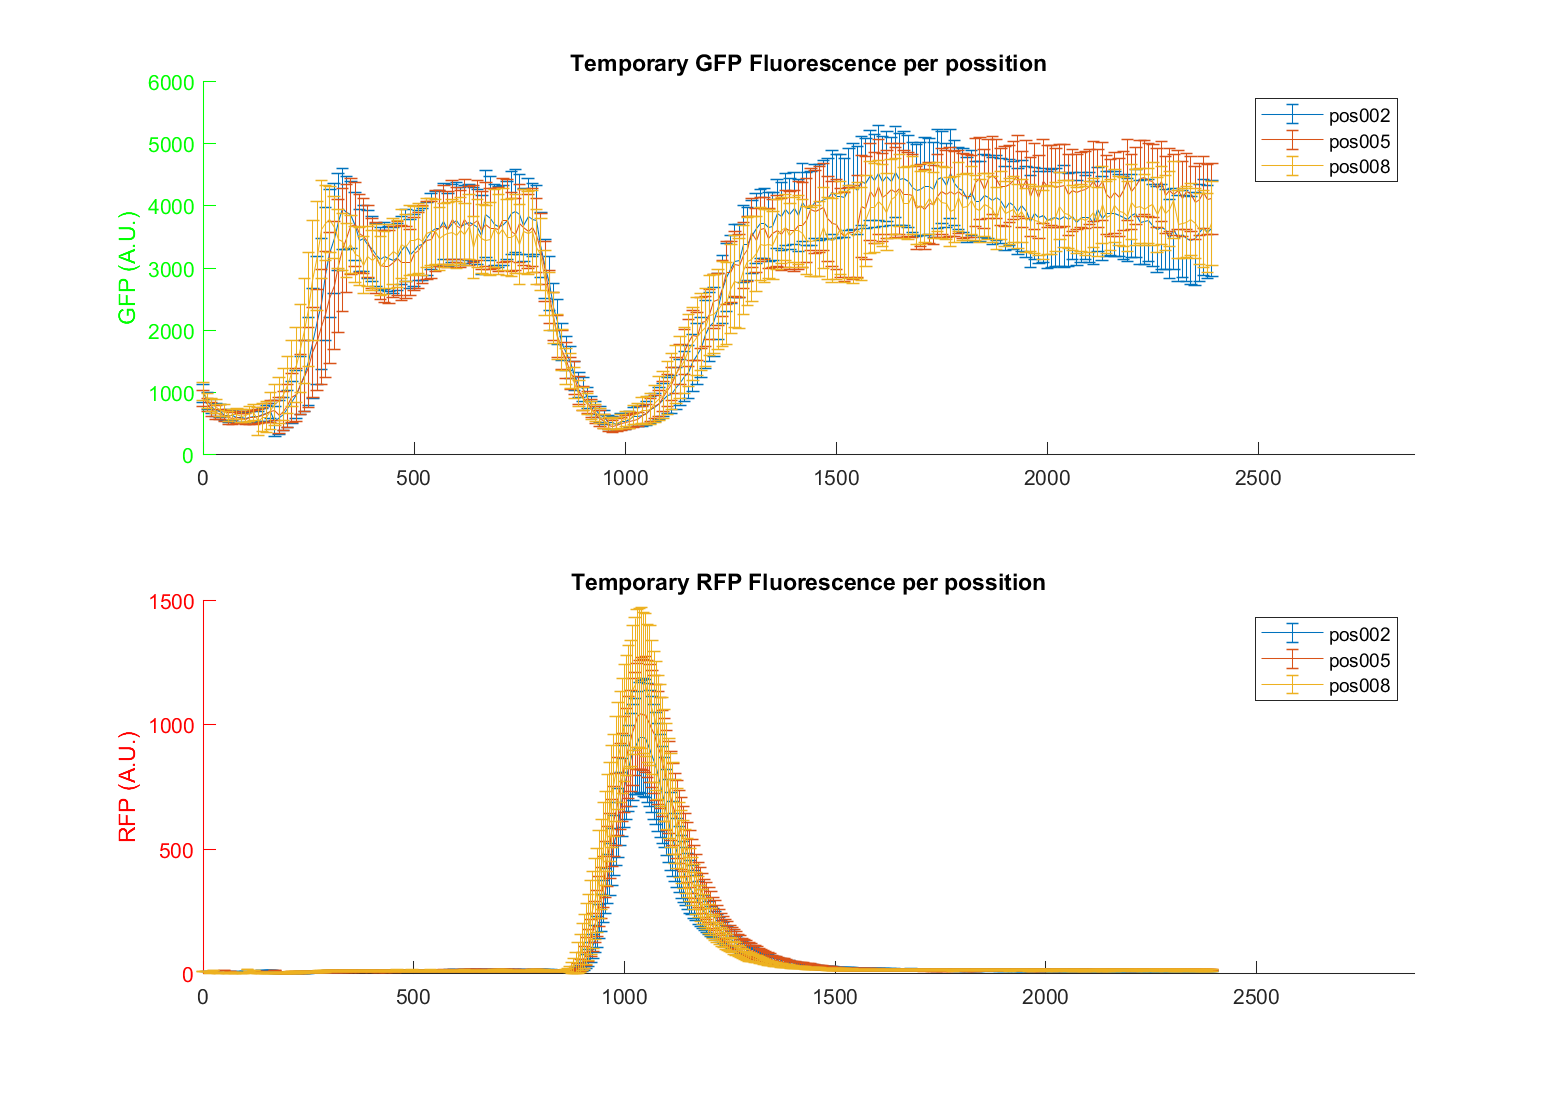 Temporary GFP Fluorescence per possition
6000
5000
4000
3000
2000
1000
0
GFP (A.U.)
0 500 1000 1500 2000 2500
pos002
pos005
pos008
Temporary RFP Fluorescence per possition
1500
1000
500
0
RFP (A.U.)
0 500 1000 1500 2000 2500
pos002
pos005
pos008